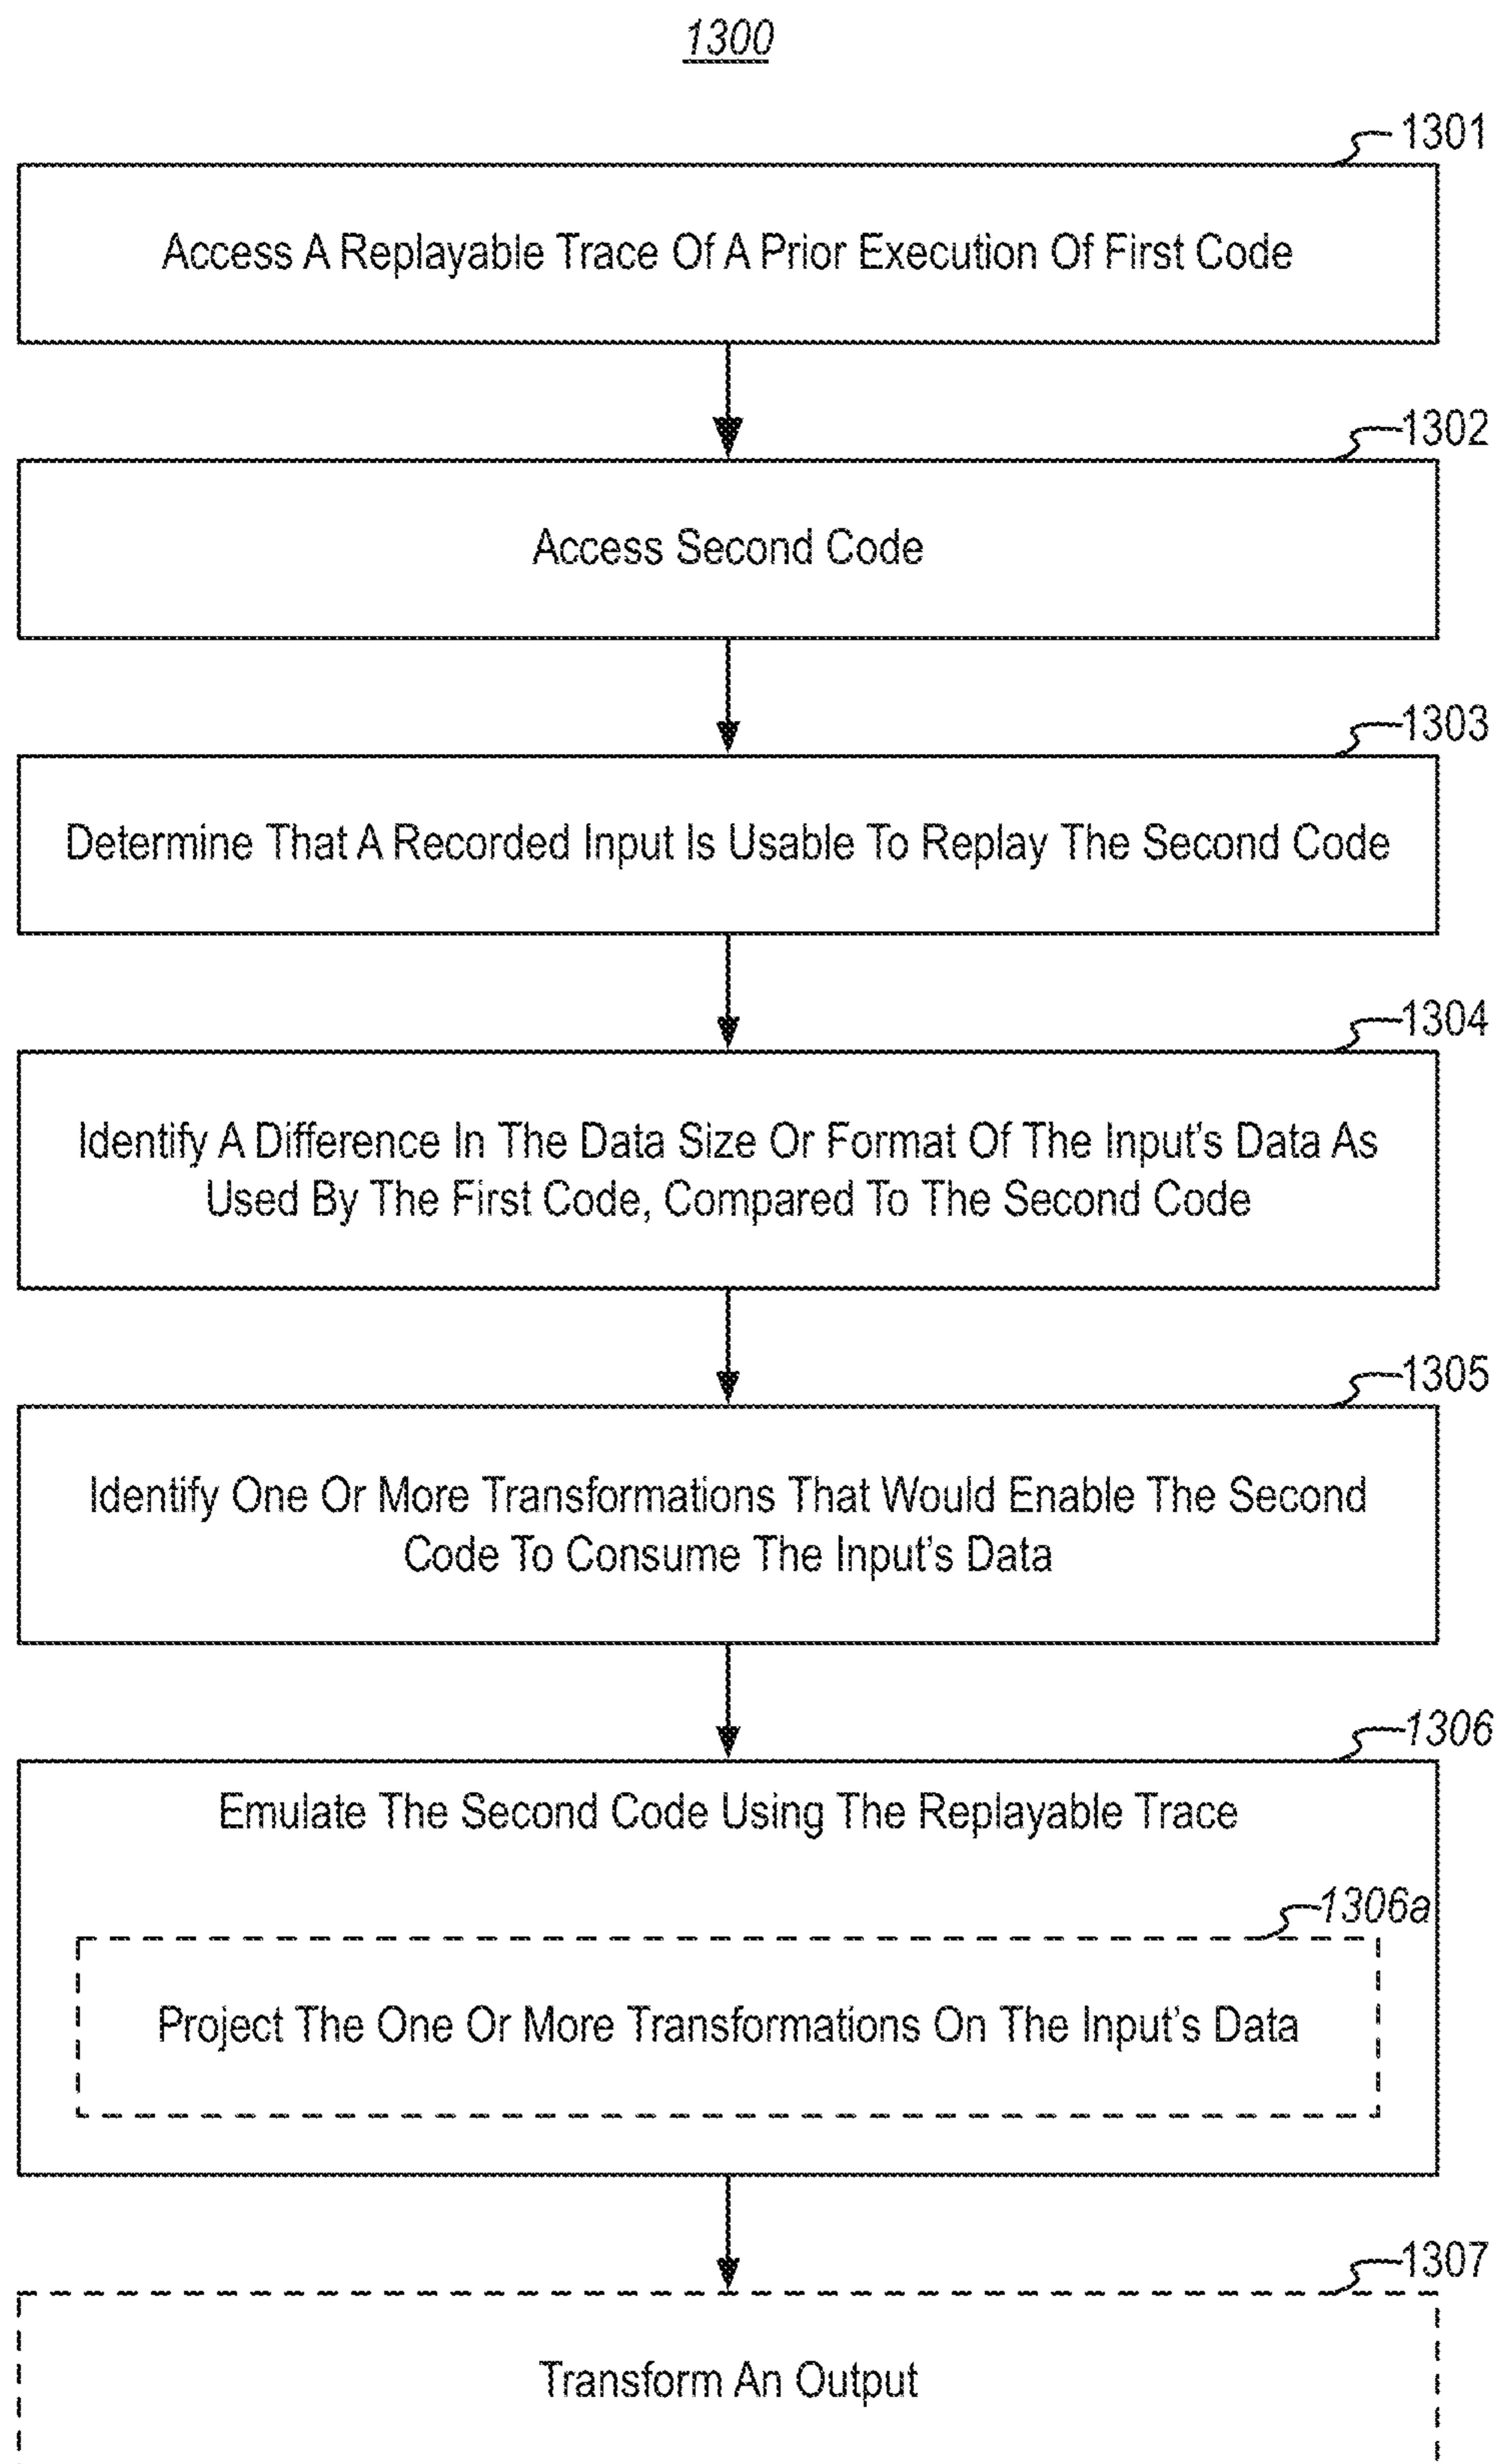 1300
1301
Access A Replayable Trace Of A Prior Execution Of First Code
1302
Access Second Code
1303
Determine That A Recorded Input Is Usable To Replay The Second Code
1304
Identify A Difference In The Data Size Or Format Of The Input's Data As
Used By The First Code, Compared To The Second Code
1305
Identify One Or More Transformations That Would Enable The Second
Code To Consume The Input's Data
1306
Emulate The Second Code Using The Replayable Trace
1306a
Project The One Or More Transformations On The Input's Data
1307
Transform An Output